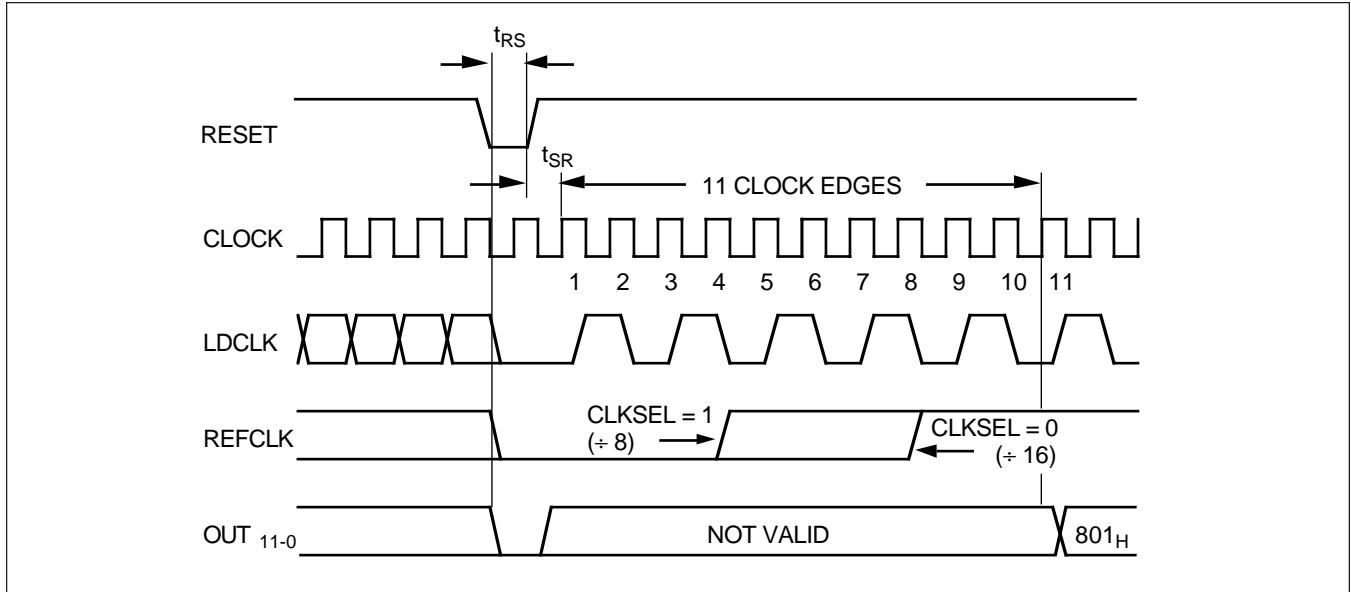 tRS
RESET
tSR
11 CLOCK EDGES
CLOCK
1 2 3 4 5 6 7 8 9 10 11
LDCLK
REFCLK
CLKSEL = 1
(÷ 8)
CLKSEL = 0
(÷ 16)
OUT 11-0
NOT VALID
801H